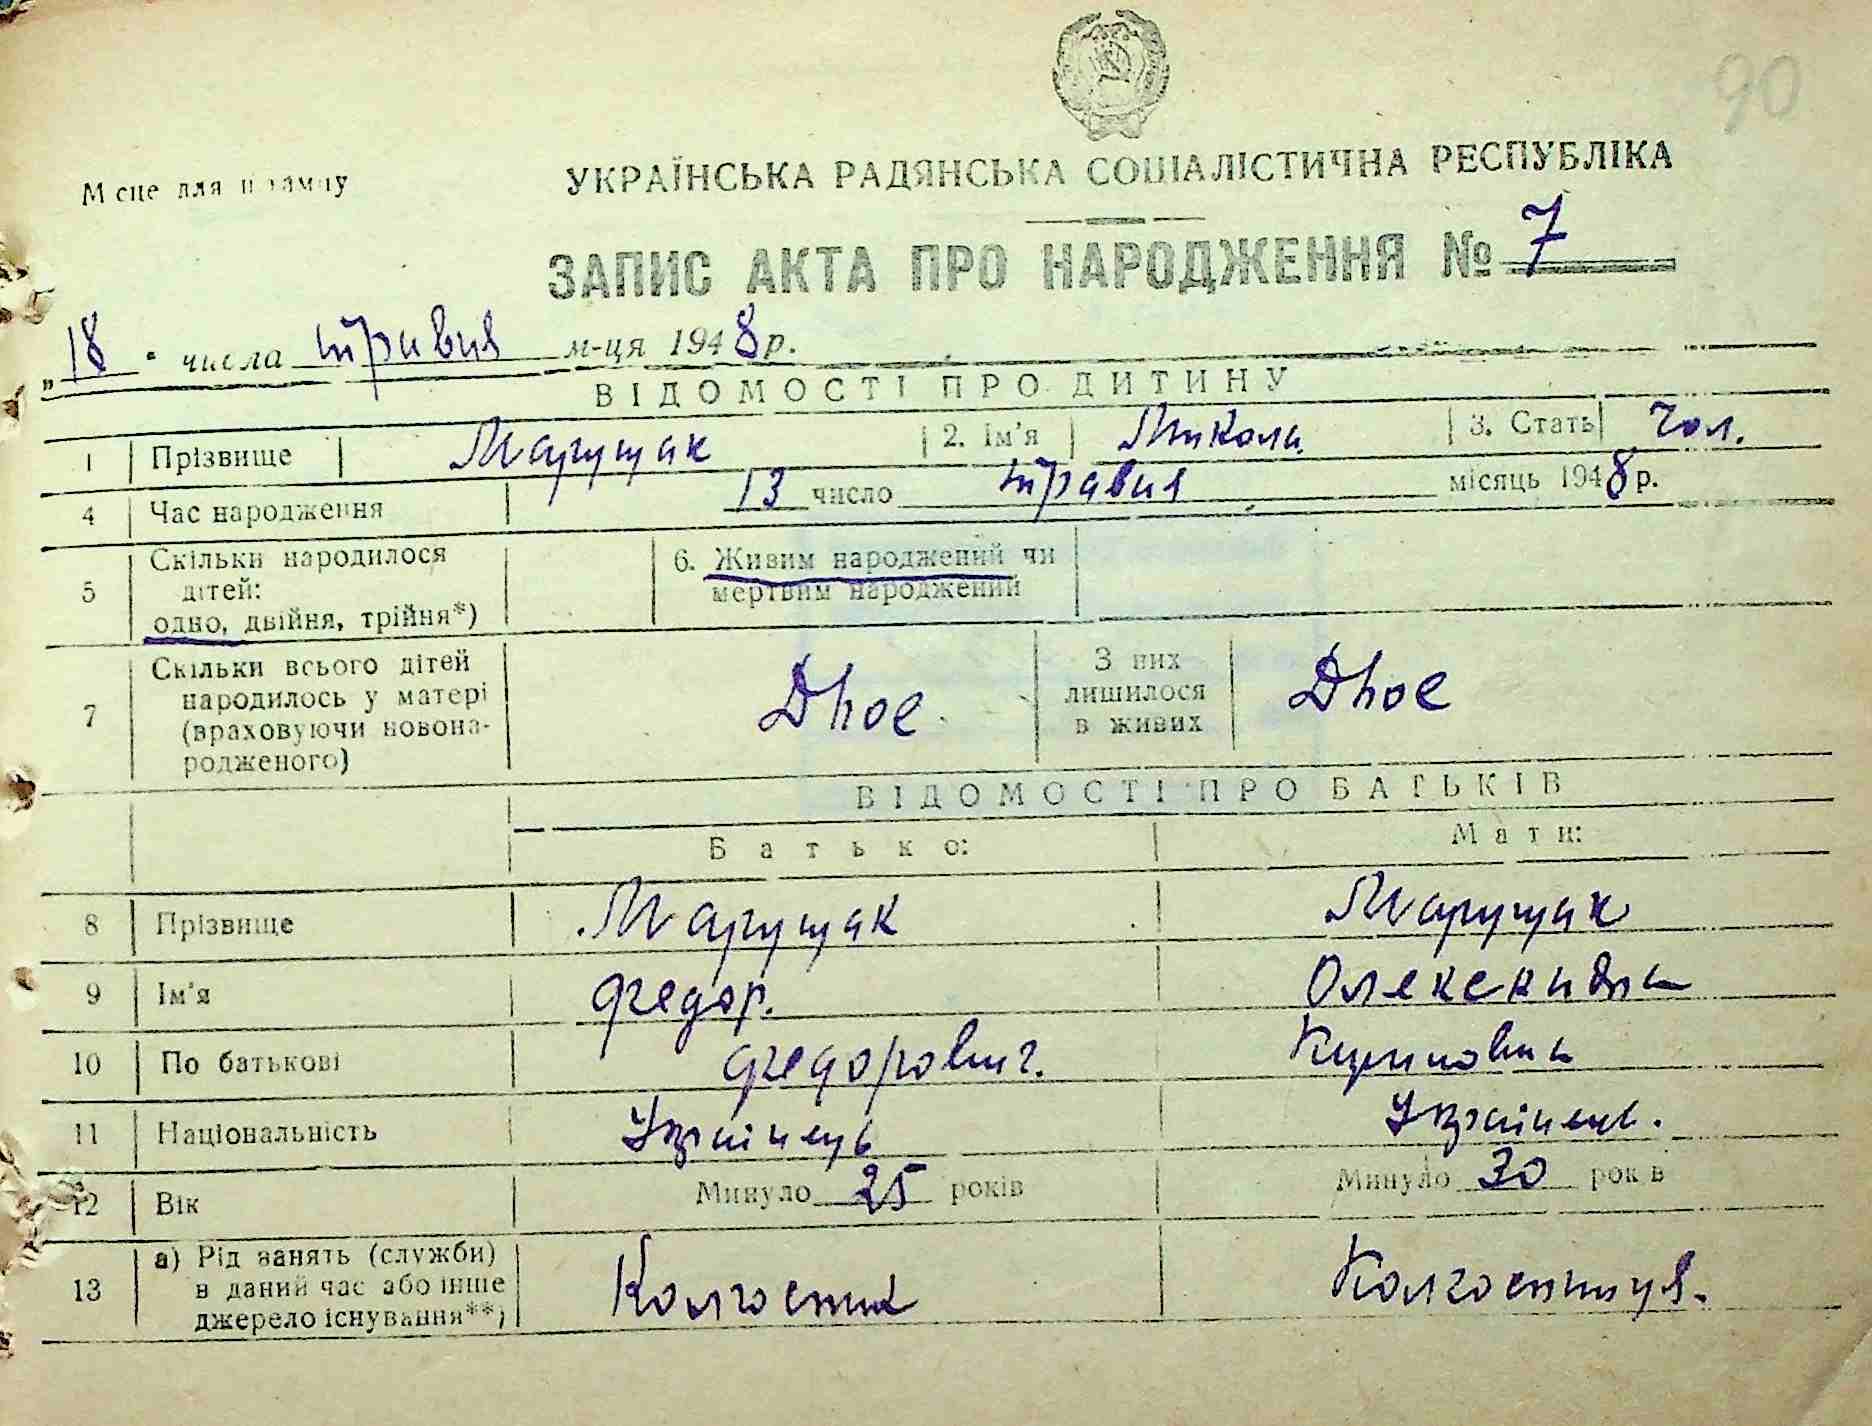 90
Місце для штампу
УКРАЇНСЬКА РАДЯНСЬКА СОЦІАЛІСТИЧНА РЕСПУБЛІКА
ЗАПИС АКТА ПРО НАРОДЖЕННЯ № 7
„18" числа травня м-ця 1948 р.
ВІДОМОСТІ ПРО ДИТИНУ
1 Прізвище Марущак 2. Ім'я Микола 3. Стать Чол.
4 Час народження 13 число травня місяць 1948 р.
5 Скільки народилося дітей: одно, двійня, трійня*) 6. Живим народжений чи мертвим народжений
7 Скільки всього дітей народилось у матері (враховуючи новонародженого) Двоє З них лишилося в живих Двоє
ВІДОМОСТІ ПРО БАТЬКІВ
Батько: Мати:
8 Прізвище Марущак Марущак
9 Ім'я Федор. Олександра
10 По батькові Федорович.
11 Національність Українець Українець.
12 Вік Минуло 25 років Минуло 30 років
13 а) Рід занять (служби) в даний час або інше джерело існування**) Колгоспник Колгоспниця.